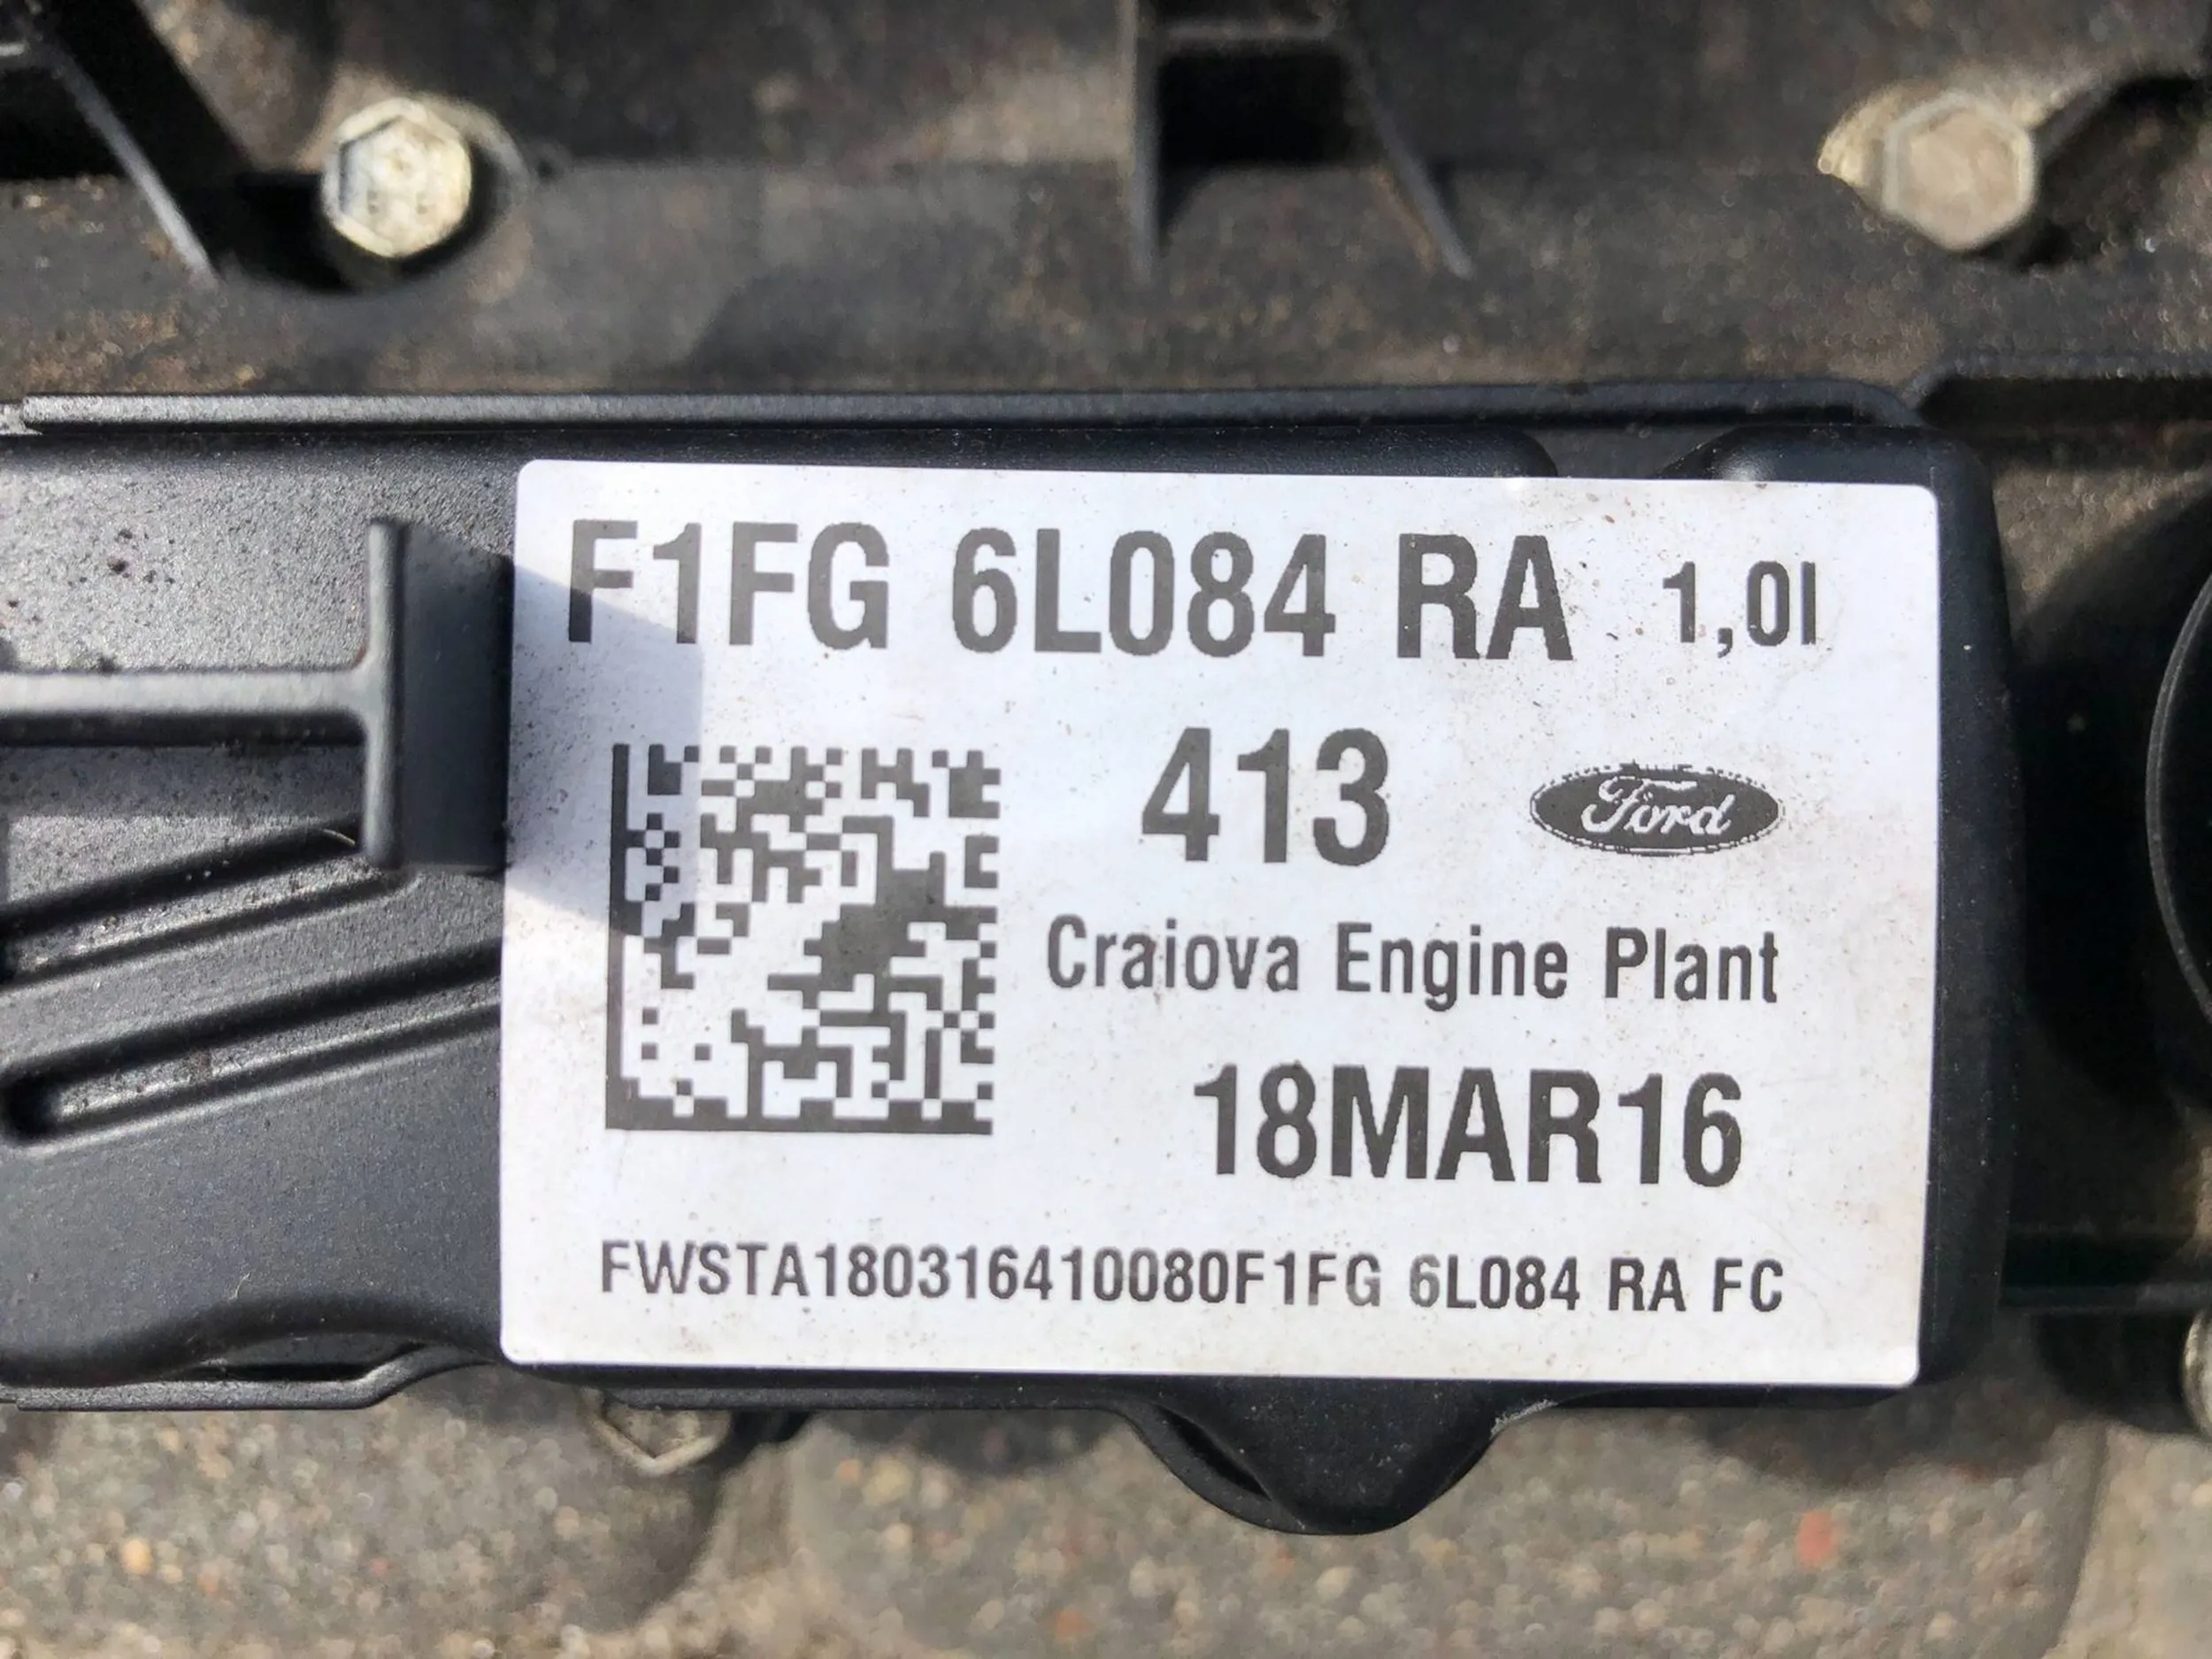 F1FG 6L084 RA 1,0l
413
Ford
Craiova Engine Plant
18MAR16
FWSTA180316410080F1FG 6L084 RA FC